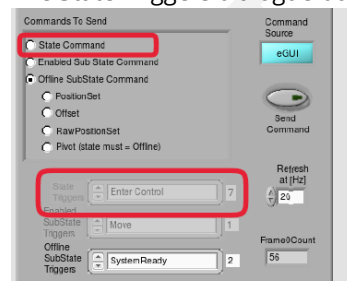 Commands To Send
State Command
Enabled Sub State Command
Offline SubState Command
PositionSet
Offset
RawPositionSet
Pivot (state must = Offline)
Command
Source
eGUI
Send
Command
Refresh
at [Hz]
20
State
Triggers
Enter Control
7
Enabled
SubState
Triggers
Move
1
Offline
SubState
Triggers
SystemReady
2
Frame0Count
56